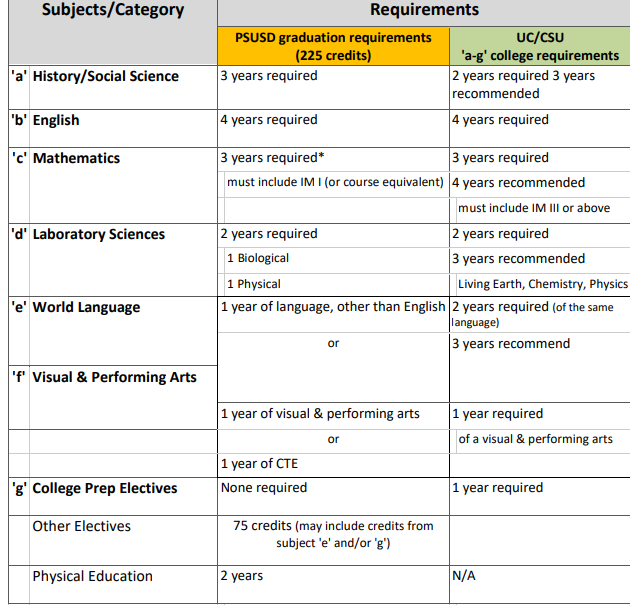 Subjects/Category Requirements
PSUSD graduation requirements
(225 credits)
UC/CSU
'a-g' college requirements
'a' History/Social Science 3 years required 2 years required 3 years
recommended
'b' English 4 years required 4 years required
'c' Mathematics 3 years required* 3 years required
must include IM I (or course equivalent) 4 years recommended
must include IM III or above
'd' Laboratory Sciences 2 years required 2 years required
1 Biological 3 years recommended
1 Physical Living Earth, Chemistry, Physics
'e' World Language 1 year of language, other than English 2 years required (of the same
language)
or 3 years recommend
'f' Visual & Performing Arts
1 year of visual & performing arts 1 year required
or of a visual & performing arts
1 year of CTE
'g' College Prep Electives None required 1 year required
Other Electives 75 credits (may include credits from
subject 'e' and/or 'g')
Physical Education 2 years N/A